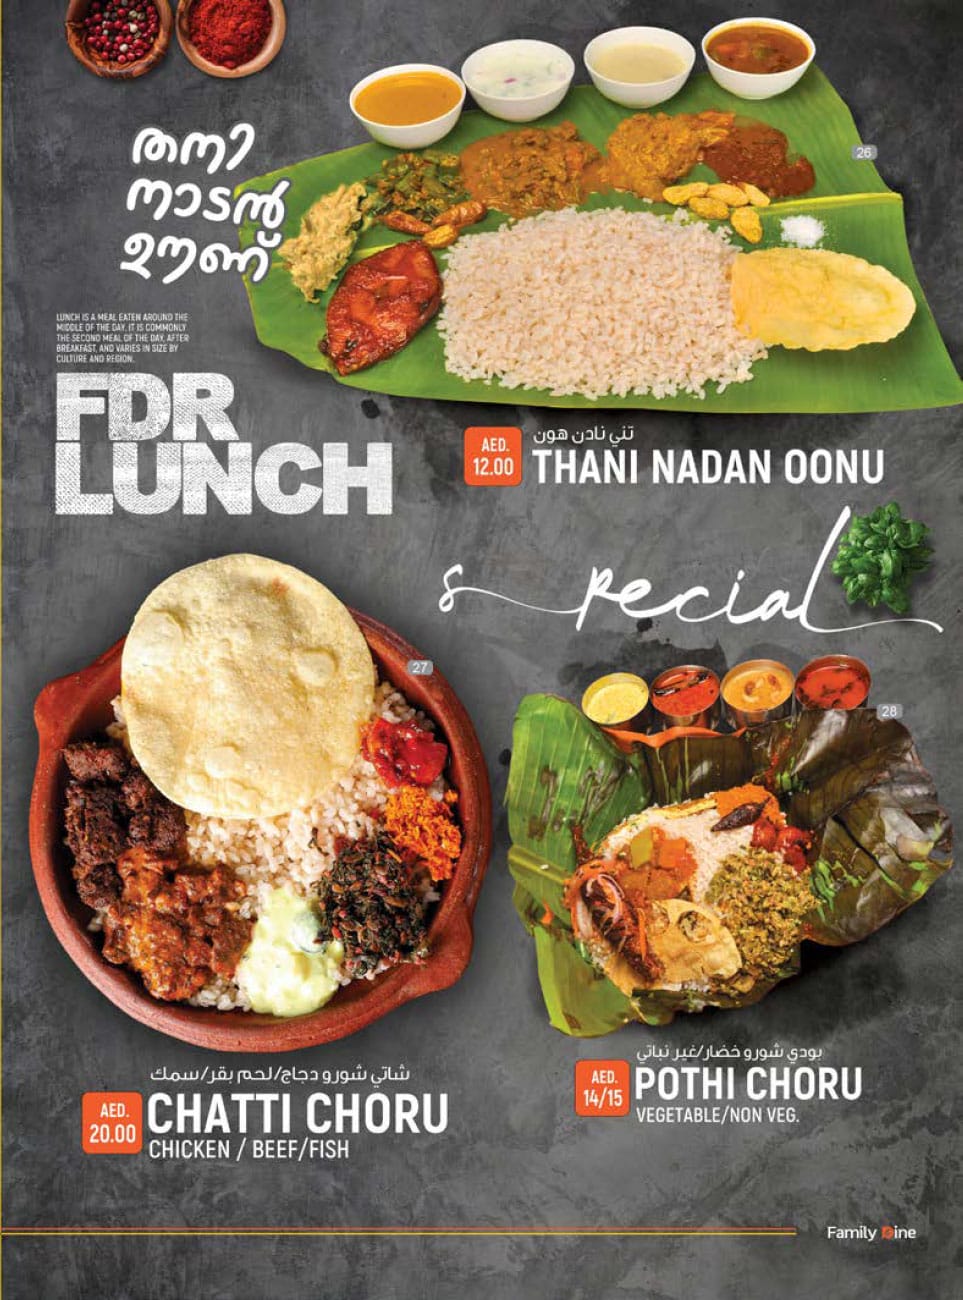 തനി
നാടൻ
ഊണ്
26
LUNCH IS A MEAL EATEN AROUND THE
MIDDLE OF THE DAY. IT IS COMMONLY
THE SECOND MEAL OF THE DAY, AFTER
BREAKFAST, AND VARIES IN SIZE BY
CULTURE AND REGION.
FDR
LUNCH
AED.
12.00
تني نادن هون
THANI NADAN OONU
special
27
28
شاتي شورو دجاج/لحم بقر/سمك
AED.
20.00
CHATTI CHORU
CHICKEN / BEEF/FISH
بودي شورو خضار/غير نباتي
AED.
14/15
POTHI CHORU
VEGETABLE/NON VEG.
Family Dine